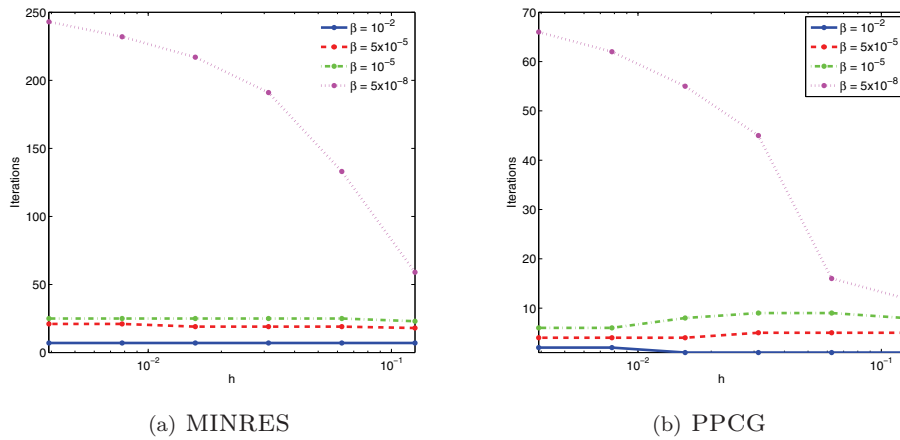 250
200
150
100
50
0
Iterations
10⁻²
10⁻¹
h
β = 10⁻²
β = 5x10⁻⁵
β = 10⁻⁵
β = 5x10⁻⁸
(a) MINRES
70
60
50
40
30
20
10
Iterations
10⁻²
10⁻¹
h
β = 10⁻²
β = 5x10⁻⁵
β = 10⁻⁵
β = 5x10⁻⁸
(b) PPCG